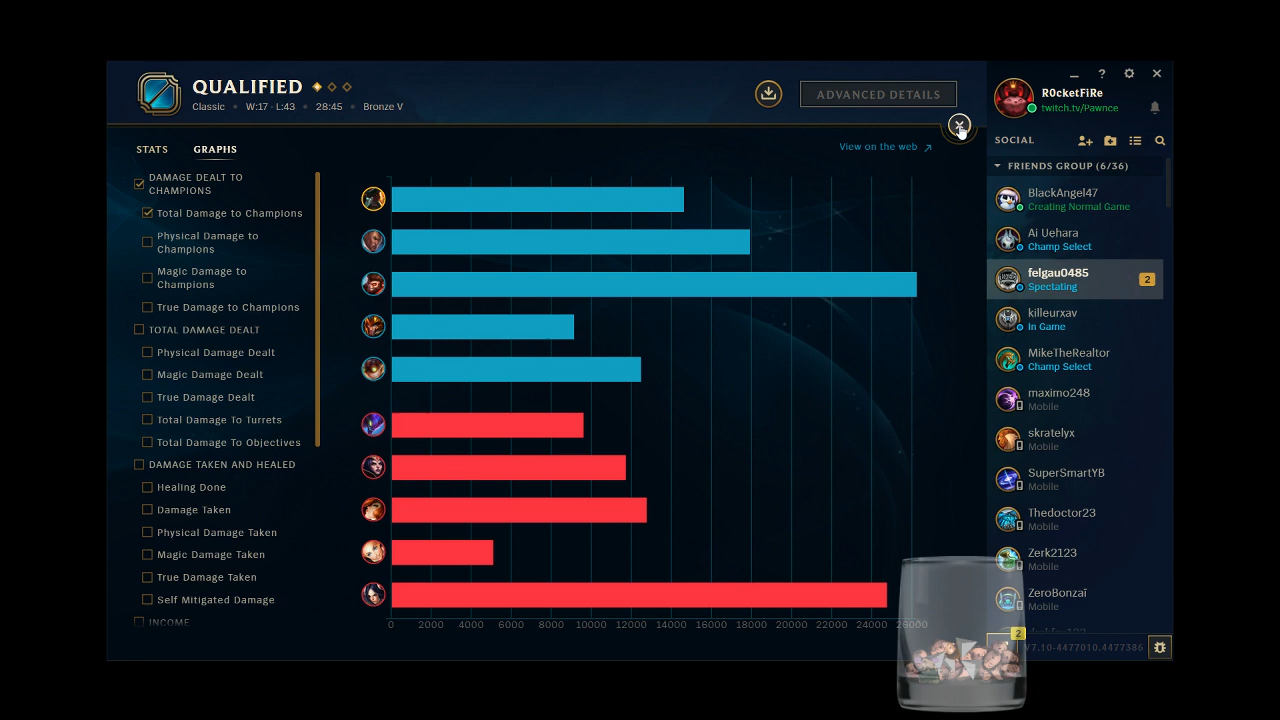 QUALIFIED
Classic • W:17 - L:43 • 28:45 • Bronze V
ADVANCED DETAILS
STATS GRAPHS
View on the web
DAMAGE DEALT TO
CHAMPIONS
Total Damage to Champions
Physical Damage to
Champions
Magic Damage to
Champions
True Damage to Champions
TOTAL DAMAGE DEALT
Physical Damage Dealt
Magic Damage Dealt
True Damage Dealt
Total Damage To Turrets
Total Damage To Objectives
DAMAGE TAKEN AND HEALED
Healing Done
Damage Taken
Physical Damage Taken
Magic Damage Taken
True Damage Taken
Self Mitigated Damage
INCOME
0 2000 4000 6000 8000 10000 12000 14000 16000 18000 20000 22000 24000 26000
?
R0cketFiRe
twitch.tv/Pawnce
SOCIAL
FRIENDS GROUP (6/36)
BlackAngel47
Creating Normal Game
Ai Uehara
Champ Select
felgau0485
Spectating
2
killeurxav
In Game
MikeTheRealtor
Champ Select
maximo248
Mobile
skratelyx
Mobile
SuperSmartYB
Mobile
Thedoctor23
Mobile
Zerk2123
Mobile
ZeroBonzaï
Mobile
2
V7.10-4477010.4477386